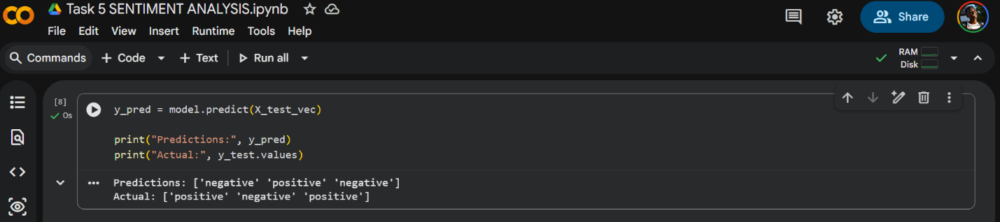 Task 5 SENTIMENT ANALYSIS.ipynb
File Edit View Insert Runtime Tools Help
Share
Commands + Code + Text Run all
RAM
Disk
[8]
0s
y_pred = model.predict(X_test_vec)
print("Predictions:", y_pred)
print("Actual:", y_test.values)
Predictions: ['negative' 'positive' 'negative']
Actual: ['positive' 'negative' 'positive']